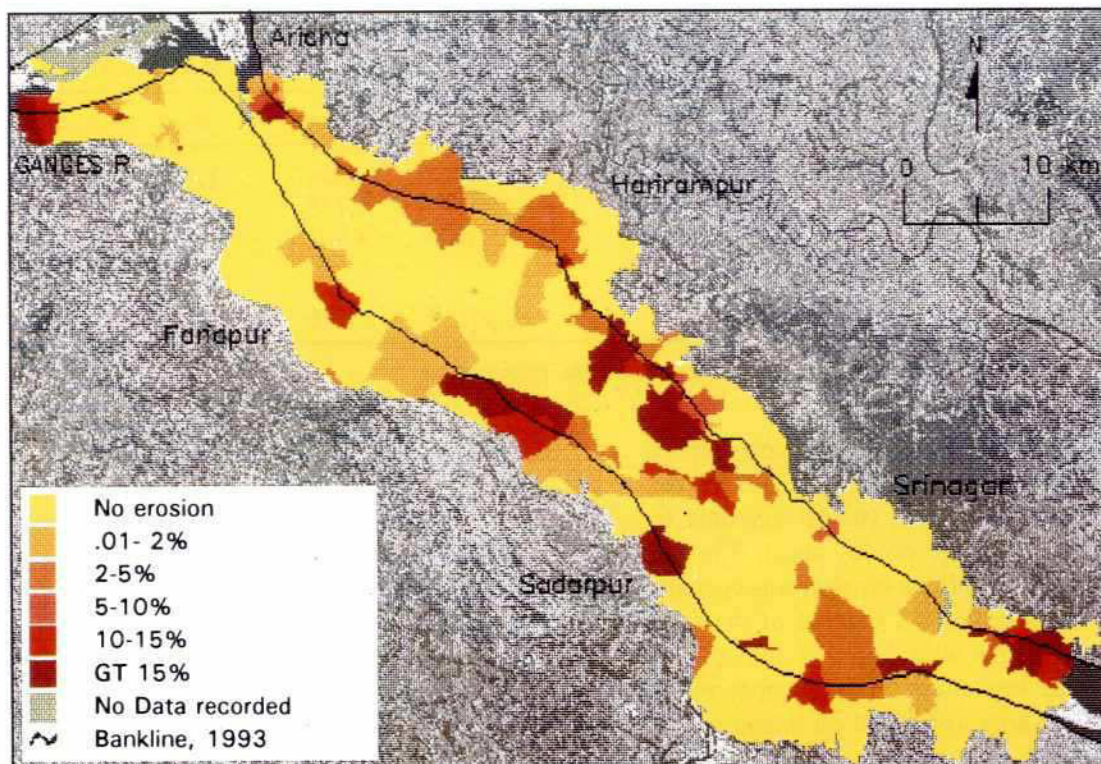 Aricha
N
GANGES R.
0 10 km
Harirampur
Faridpur
Srinagar
Sadarpur
No erosion
.01- 2%
2-5%
5-10%
10-15%
GT 15%
No Data recorded
Bankline, 1993